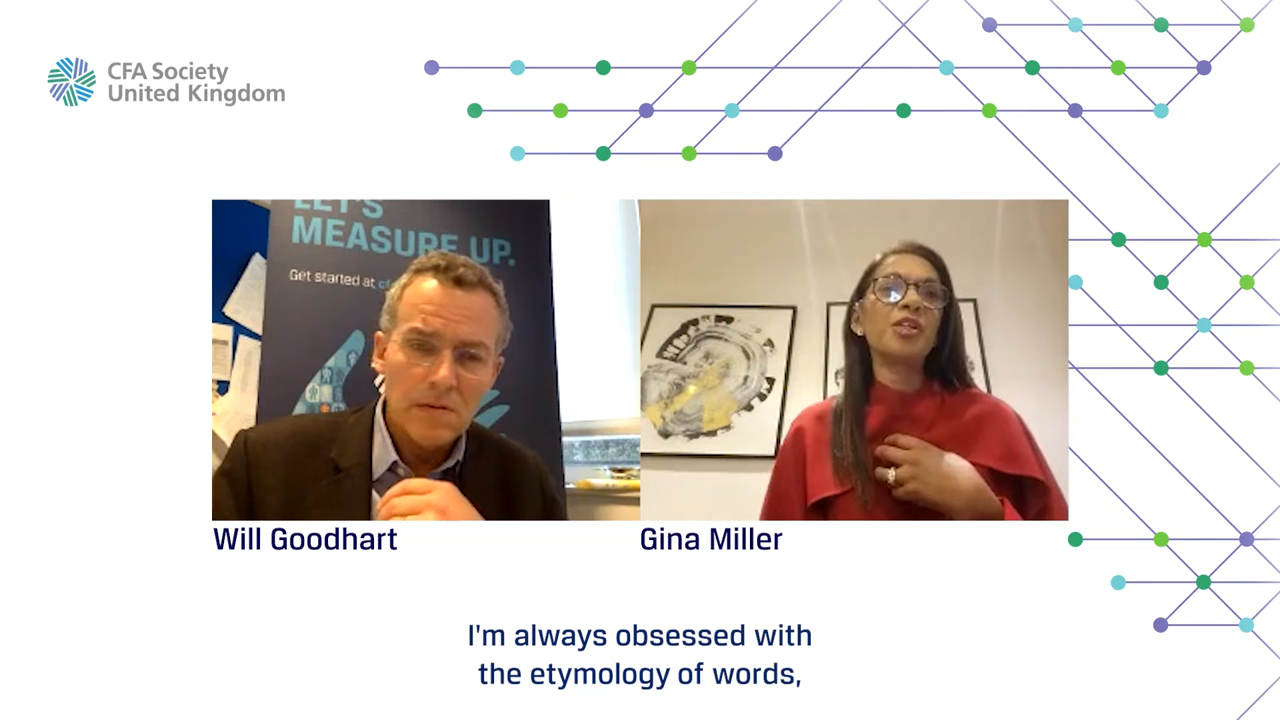 CFA Society
United Kingdom
LET'S
MEASURE UP.
Get started at
Will Goodhart
Gina Miller
I'm always obsessed with
the etymology of words,